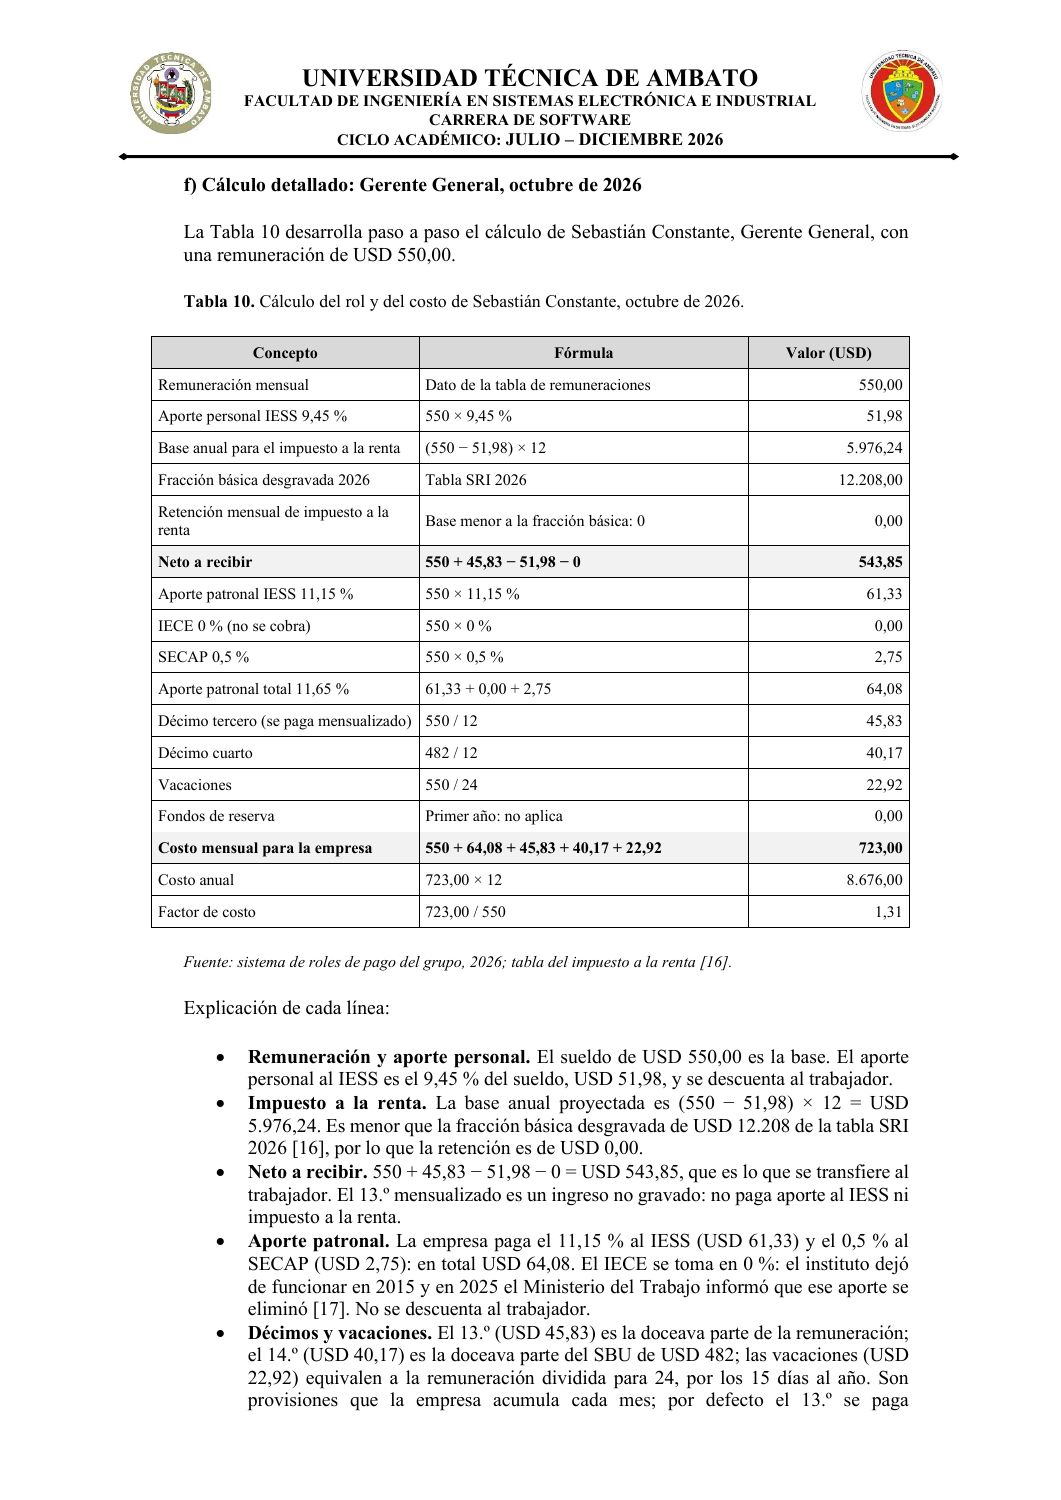 UNIVERSIDAD TÉCNICA DE AMBATO
FACULTAD DE INGENIERÍA EN SISTEMAS ELECTRÓNICA E INDUSTRIAL
CARRERA DE SOFTWARE
CICLO ACADÉMICO: JULIO – DICIEMBRE 2026
f) Cálculo detallado: Gerente General, octubre de 2026
La Tabla 10 desarrolla paso a paso el cálculo de Sebastián Constante, Gerente General, con
una remuneración de USD 550,00.
Tabla 10. Cálculo del rol y del costo de Sebastián Constante, octubre de 2026.
Concepto Fórmula Valor (USD)
Remuneración mensual Dato de la tabla de remuneraciones 550,00
Aporte personal IESS 9,45 % 550 × 9,45 % 51,98
Base anual para el impuesto a la renta (550 − 51,98) × 12 5.976,24
Fracción básica desgravada 2026 Tabla SRI 2026 12.208,00
Retención mensual de impuesto a la
renta Base menor a la fracción básica: 0 0,00
Neto a recibir 550 + 45,83 − 51,98 − 0 543,85
Aporte patronal IESS 11,15 % 550 × 11,15 % 61,33
IECE 0 % (no se cobra) 550 × 0 % 0,00
SECAP 0,5 % 550 × 0,5 % 2,75
Aporte patronal total 11,65 % 61,33 + 0,00 + 2,75 64,08
Décimo tercero (se paga mensualizado) 550 / 12 45,83
Décimo cuarto 482 / 12 40,17
Vacaciones 550 / 24 22,92
Fondos de reserva Primer año: no aplica 0,00
Costo mensual para la empresa 550 + 64,08 + 45,83 + 40,17 + 22,92 723,00
Costo anual 723,00 × 12 8.676,00
Factor de costo 723,00 / 550 1,31
Fuente: sistema de roles de pago del grupo, 2026; tabla del impuesto a la renta [16].
Explicación de cada línea:
• Remuneración y aporte personal. El sueldo de USD 550,00 es la base. El aporte
personal al IESS es el 9,45 % del sueldo, USD 51,98, y se descuenta al trabajador.
• Impuesto a la renta. La base anual proyectada es (550 − 51,98) × 12 = USD
5.976,24. Es menor que la fracción básica desgravada de USD 12.208 de la tabla SRI
2026 [16], por lo que la retención es de USD 0,00.
• Neto a recibir. 550 + 45,83 − 51,98 − 0 = USD 543,85, que es lo que se transfiere al
trabajador. El 13.º mensualizado es un ingreso no gravado: no paga aporte al IESS ni
impuesto a la renta.
• Aporte patronal. La empresa paga el 11,15 % al IESS (USD 61,33) y el 0,5 % al
SECAP (USD 2,75): en total USD 64,08. El IECE se toma en 0 %: el instituto dejó
de funcionar en 2015 y en 2025 el Ministerio del Trabajo informó que ese aporte se
eliminó [17]. No se descuenta al trabajador.
• Décimos y vacaciones. El 13.º (USD 45,83) es la doceava parte de la remuneración;
el 14.º (USD 40,17) es la doceava parte del SBU de USD 482; las vacaciones (USD
22,92) equivalen a la remuneración dividida para 24, por los 15 días al año. Son
provisiones que la empresa acumula cada mes; por defecto el 13.º se paga